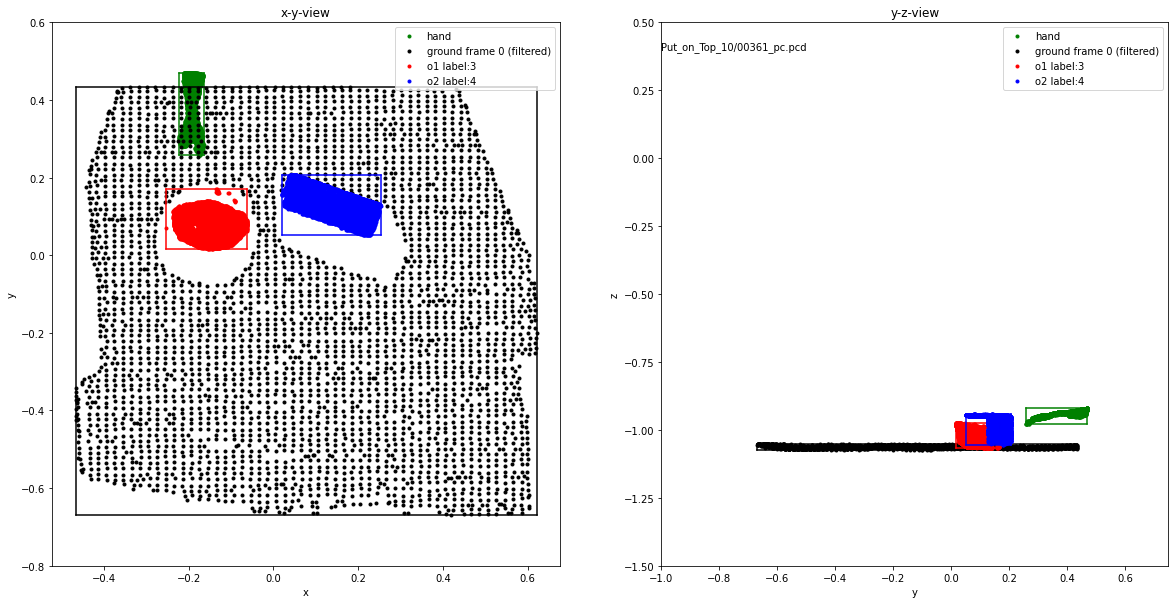 x-y-view
0.6
0.4
0.2
0.0
−0.2
−0.4
−0.6
−0.8
y
−0.4
−0.2
0.0
0.2
0.4
0.6
x
hand
ground frame 0 (filtered)
o1 label:3
o2 label:4
y-z-view
0.50
0.25
0.00
−0.25
−0.50
−0.75
−1.00
−1.25
−1.50
z
−1.0
−0.8
−0.6
−0.4
−0.2
0.0
0.2
0.4
0.6
y
Put_on_Top_10/00361_pc.pcd
hand
ground frame 0 (filtered)
o1 label:3
o2 label:4